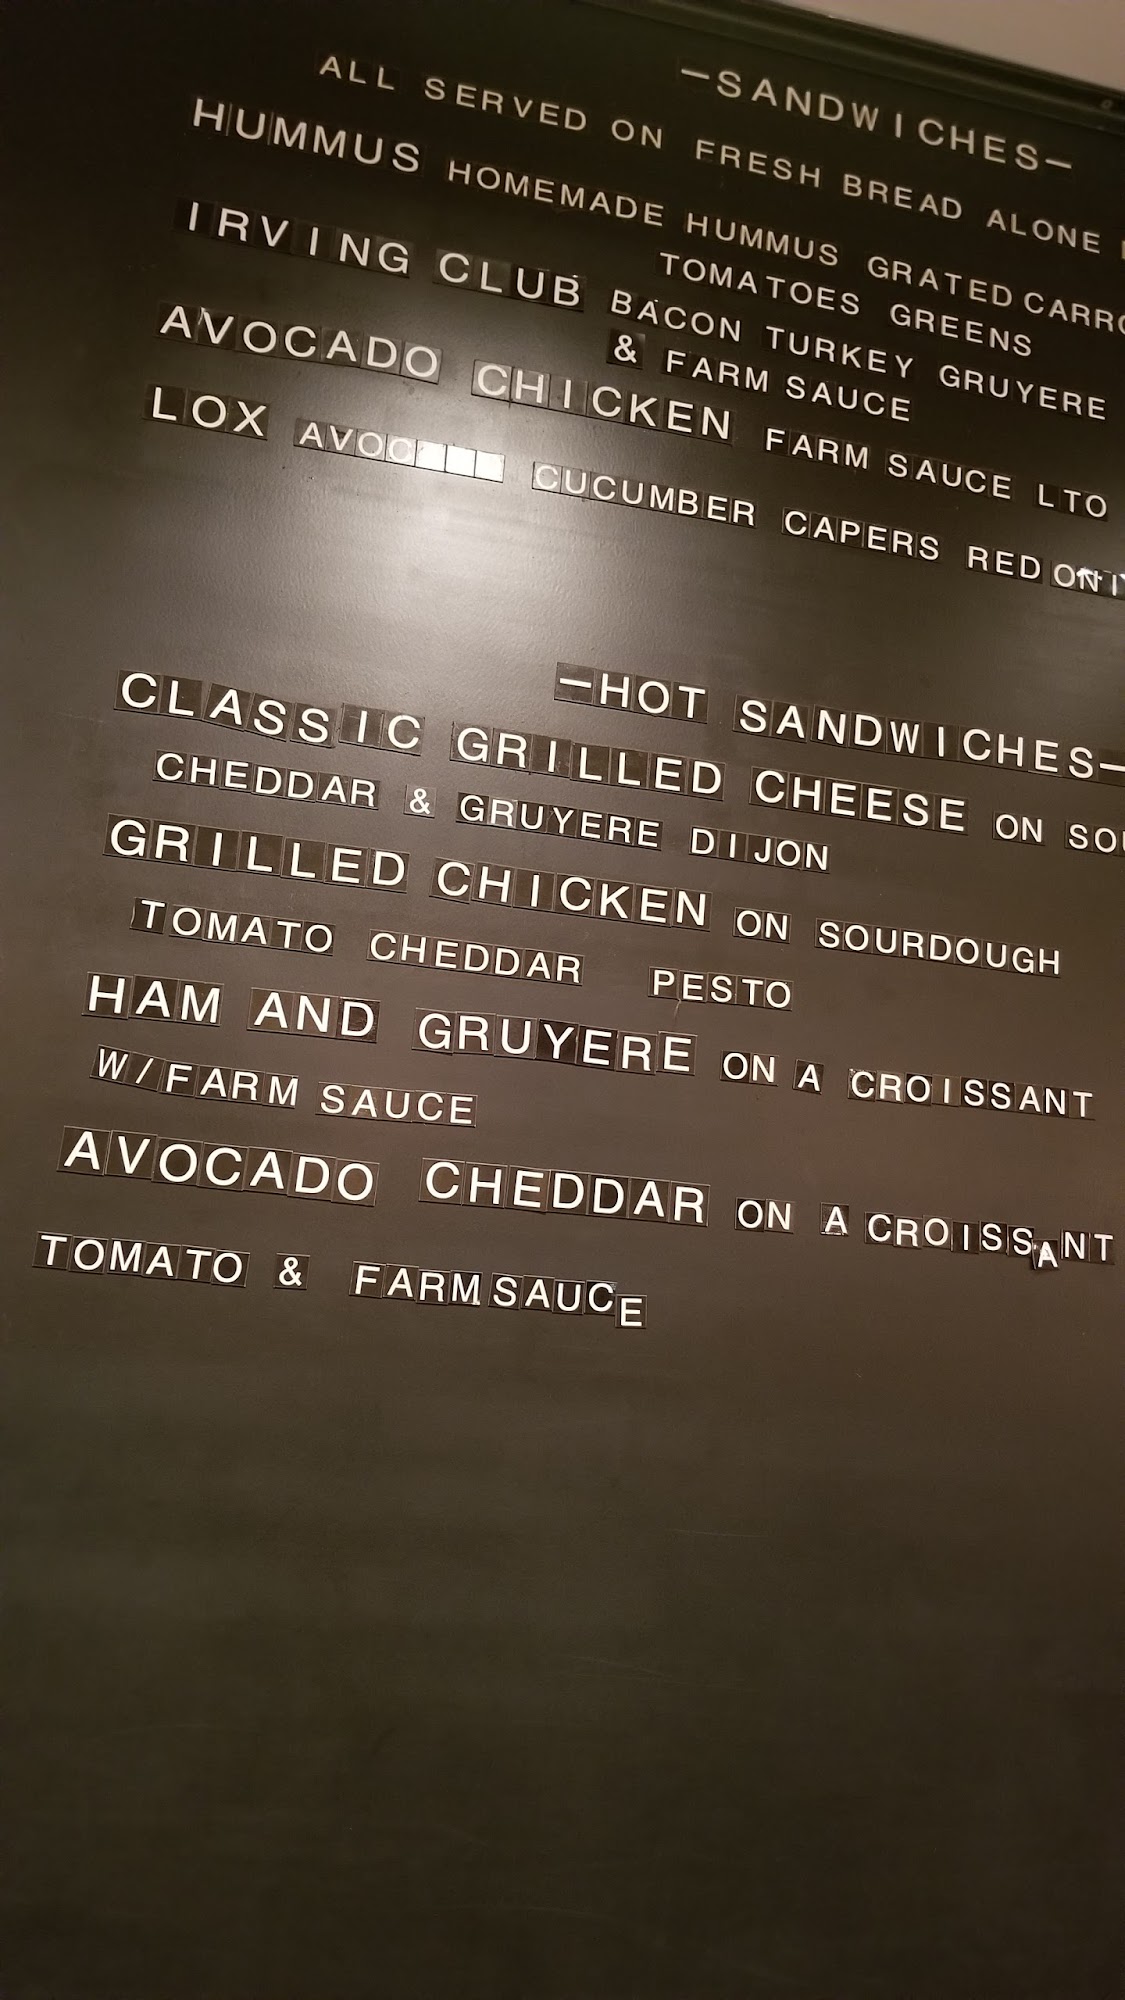 —SANDWICHES—
ALL SERVED ON FRESH BREAD ALONE
HUMMUS HOMEMADE HUMMUS GRATED
TOMATOES GREENS
IRVING CLUB BACON TURKEY GRUYERE
& FARM SAUCE
AVOCADO CHICKEN FARM SAUCE LTO
LOX CUCUMBER CAPERS RED
—HOT SANDWICHES—
CLASSIC GRILLED CHEESE ON
CHEDDAR & GRUYERE DIJON
GRILLED CHICKEN ON SOURDOUGH
TOMATO CHEDDAR PESTO
HAM AND GRUYERE ON A CROISSANT
W/FARM SAUCE
AVOCADO CHEDDAR ON A CROISSANT
TOMATO & FARM SAUCE